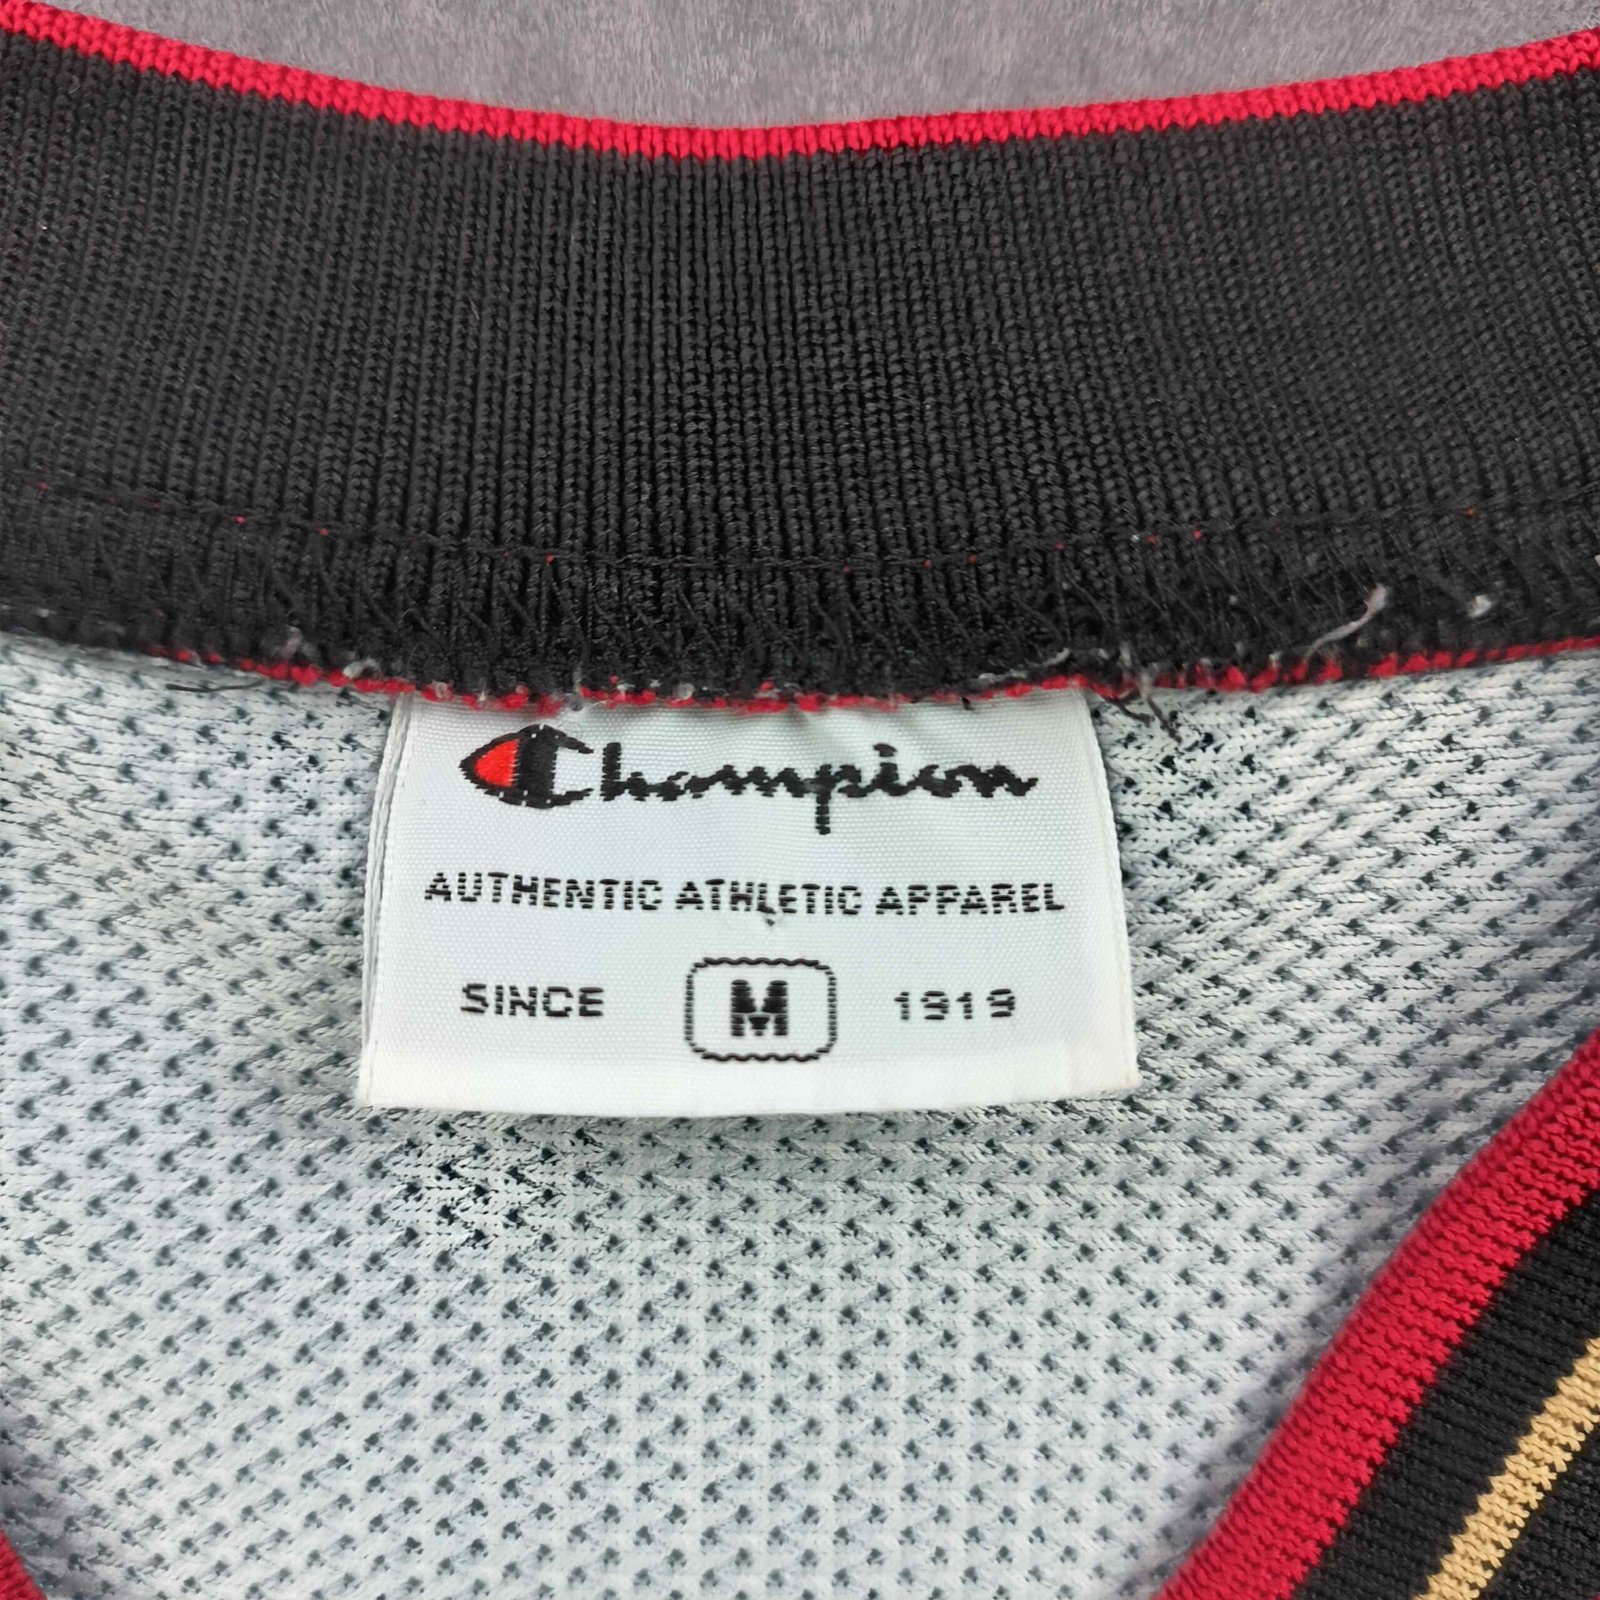 Champion
AUTHENTIC ATHLETIC APPAREL
SINCE M 1919